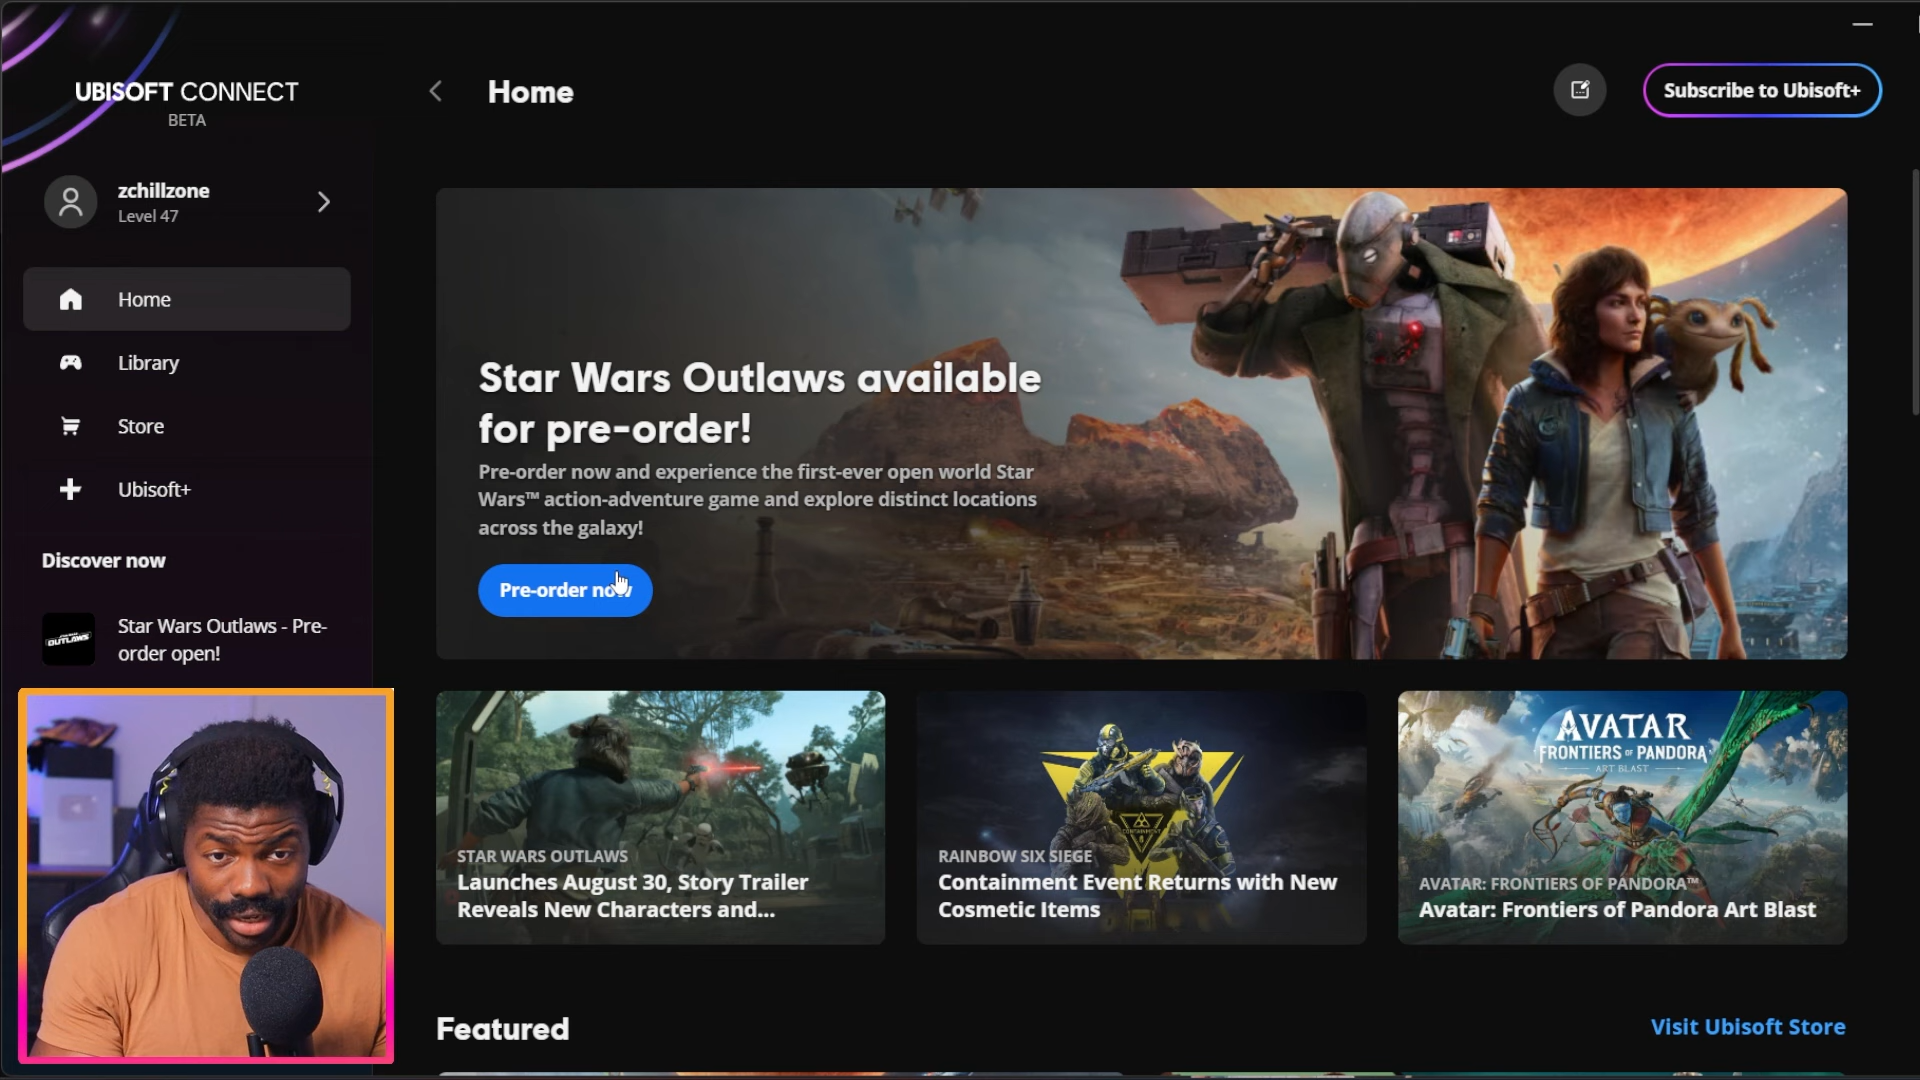 UBISOFT CONNECT
BETA
zchillzone
Level 47
Home
Library
Store
Ubisoft+
Discover now
Star Wars Outlaws - Pre-
order open!
OUTLAWS
Home
Subscribe to Ubisoft+
Star Wars Outlaws available
for pre-order!
Pre-order now and experience the first-ever open world Star
Wars™ action-adventure game and explore distinct locations
across the galaxy!
Pre-order now
STAR WARS OUTLAWS
Launches August 30, Story Trailer
Reveals New Characters and...
CONTAINMENT
RAINBOW SIX SIEGE
Containment Event Returns with New
Cosmetic Items
AVATAR
FRONTIERS OF PANDORA
ART BLAST
AVATAR: FRONTIERS OF PANDORA™
Avatar: Frontiers of Pandora Art Blast
Featured
Visit Ubisoft Store